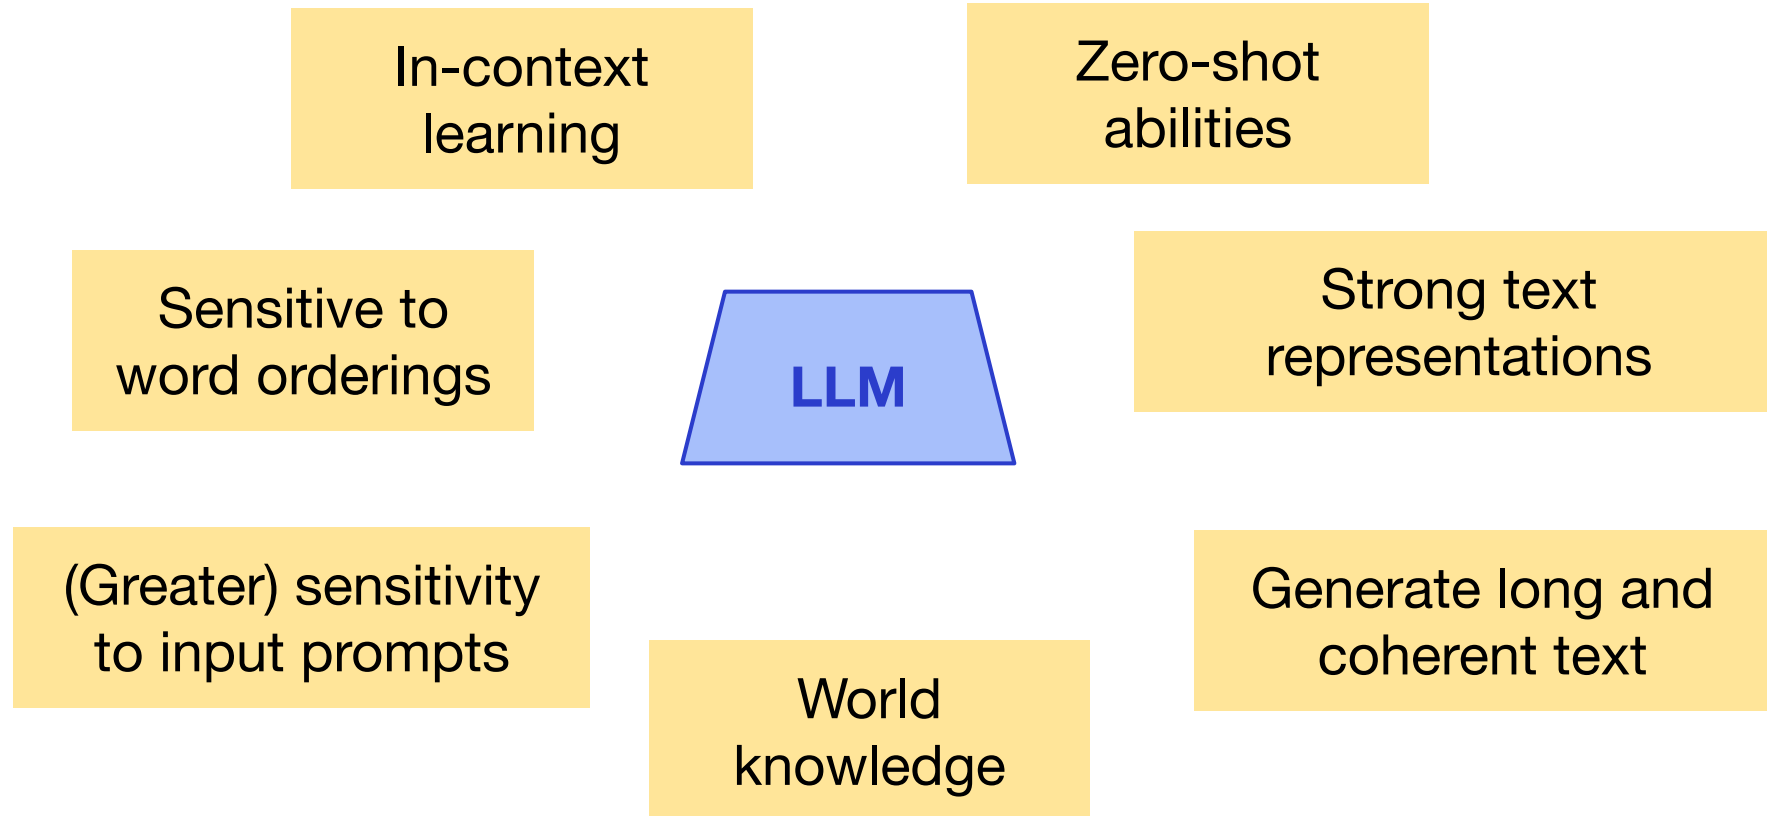 In-context
learning
Zero-shot
abilities
Sensitive to
word orderings
LLM
Strong text
representations
(Greater) sensitivity
to input prompts
World
knowledge
Generate long and
coherent text